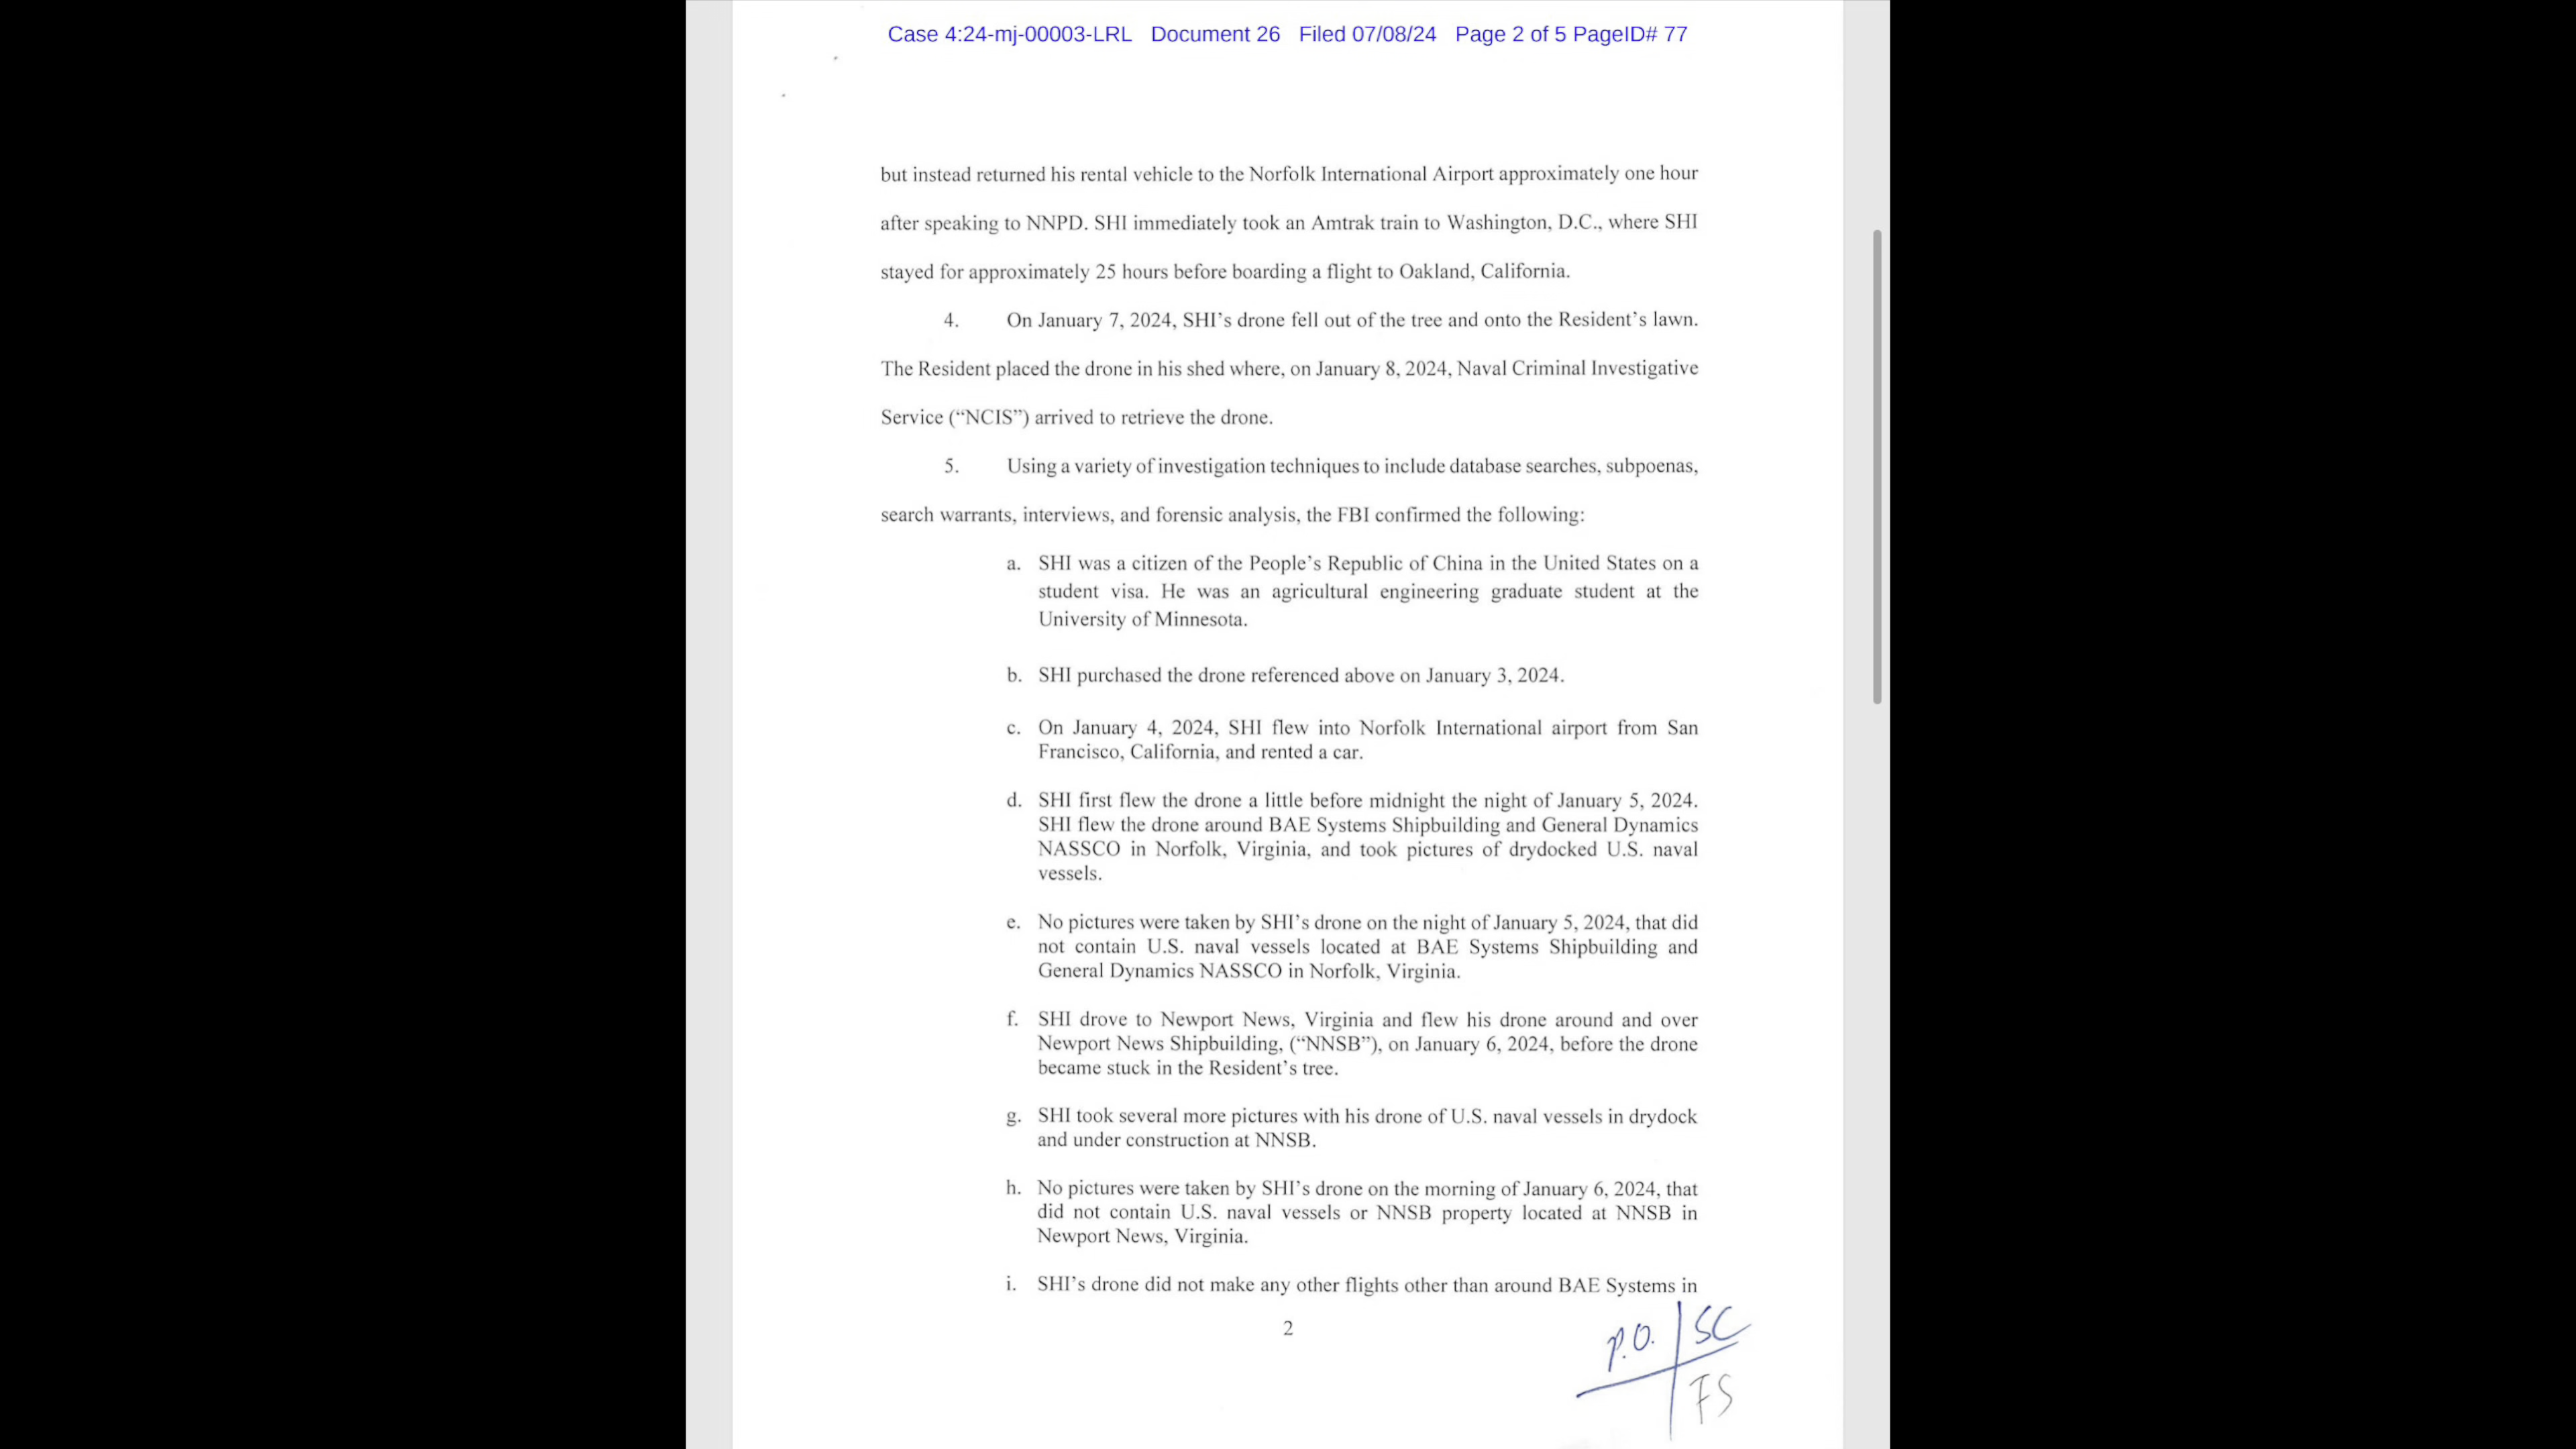 Case 4:24-mj-00003-LRL Document 26 Filed 07/08/24 Page 2 of 5 PageID# 77
but instead returned his rental vehicle to the Norfolk International Airport approximately one hour
after speaking to NNPD. SHI immediately took an Amtrak train to Washington, D.C., where SHI
stayed for approximately 25 hours before boarding a flight to Oakland, California.
4. On January 7, 2024, SHI’s drone fell out of the tree and onto the Resident’s lawn.
The Resident placed the drone in his shed where, on January 8, 2024, Naval Criminal Investigative
Service (“NCIS”) arrived to retrieve the drone.
5. Using a variety of investigation techniques to include database searches, subpoenas,
search warrants, interviews, and forensic analysis, the FBI confirmed the following:
a. SHI was a citizen of the People’s Republic of China in the United States on a
student visa. He was an agricultural engineering graduate student at the
University of Minnesota.
b. SHI purchased the drone referenced above on January 3, 2024.
c. On January 4, 2024, SHI flew into Norfolk International airport from San
Francisco, California, and rented a car.
d. SHI first flew the drone a little before midnight the night of January 5, 2024.
SHI flew the drone around BAE Systems Shipbuilding and General Dynamics
NASSCO in Norfolk, Virginia, and took pictures of drydocked U.S. naval
vessels.
e. No pictures were taken by SHI’s drone on the night of January 5, 2024, that did
not contain U.S. naval vessels located at BAE Systems Shipbuilding and
General Dynamics NASSCO in Norfolk, Virginia.
f. SHI drove to Newport News, Virginia and flew his drone around and over
Newport News Shipbuilding, (“NNSB”), on January 6, 2024, before the drone
became stuck in the Resident’s tree.
g. SHI took several more pictures with his drone of U.S. naval vessels in drydock
and under construction at NNSB.
h. No pictures were taken by SHI’s drone on the morning of January 6, 2024, that
did not contain U.S. naval vessels or NNSB property located at NNSB in
Newport News, Virginia.
i. SHI’s drone did not make any other flights other than around BAE Systems in
2
P.O. SC
FS